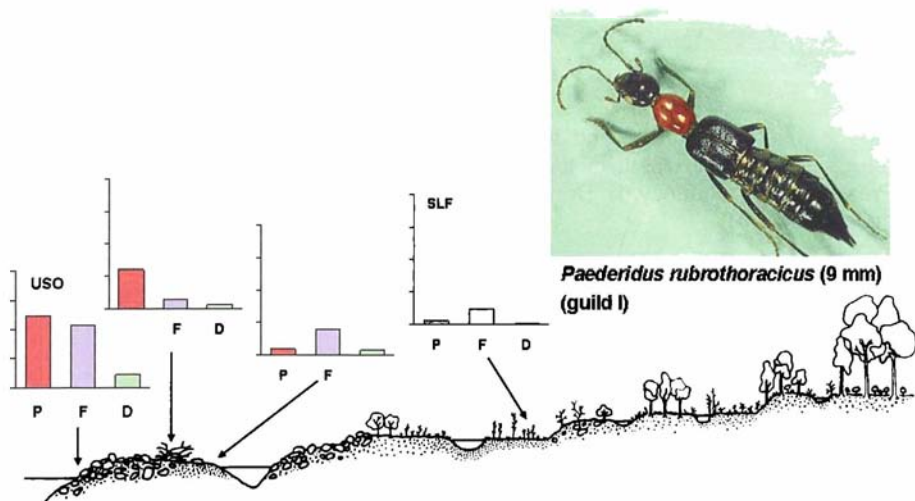 SLF
Paederidus rubrothoracicus (9 mm)
(guild I)
USO
F D
P F
P F D
P F D